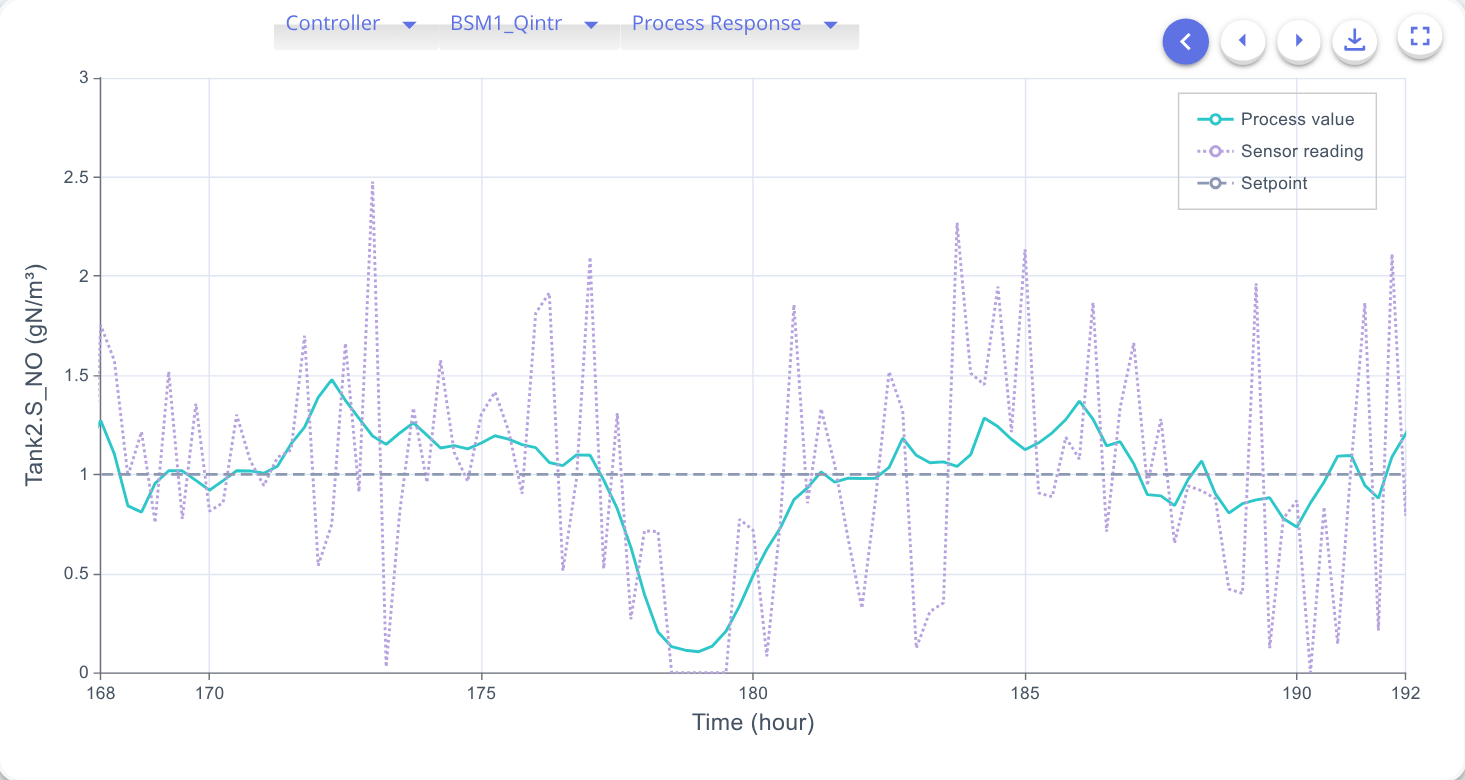 Controller BSM1_Qintr Process Response
Process value
Sensor reading
Setpoint
Tank2.S_NO (gN/m³)
3
2.5
2
1.5
1
0.5
0
168 170 175 180 185 190 192
Time (hour)